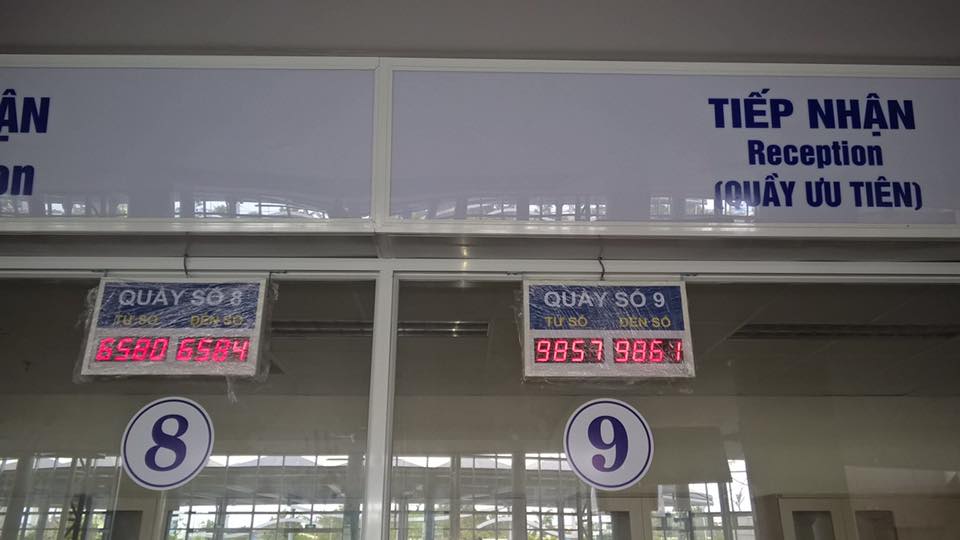 ẬN
on
TIẾP NHẬN
Reception
(QUẦY ƯU TIÊN)
QUẦY SỐ 8
TỪ SỐ ĐẾN SỐ
6580 6584
QUẦY SỐ 9
TỪ SỐ ĐẾN SỐ
9857 9861
8
9